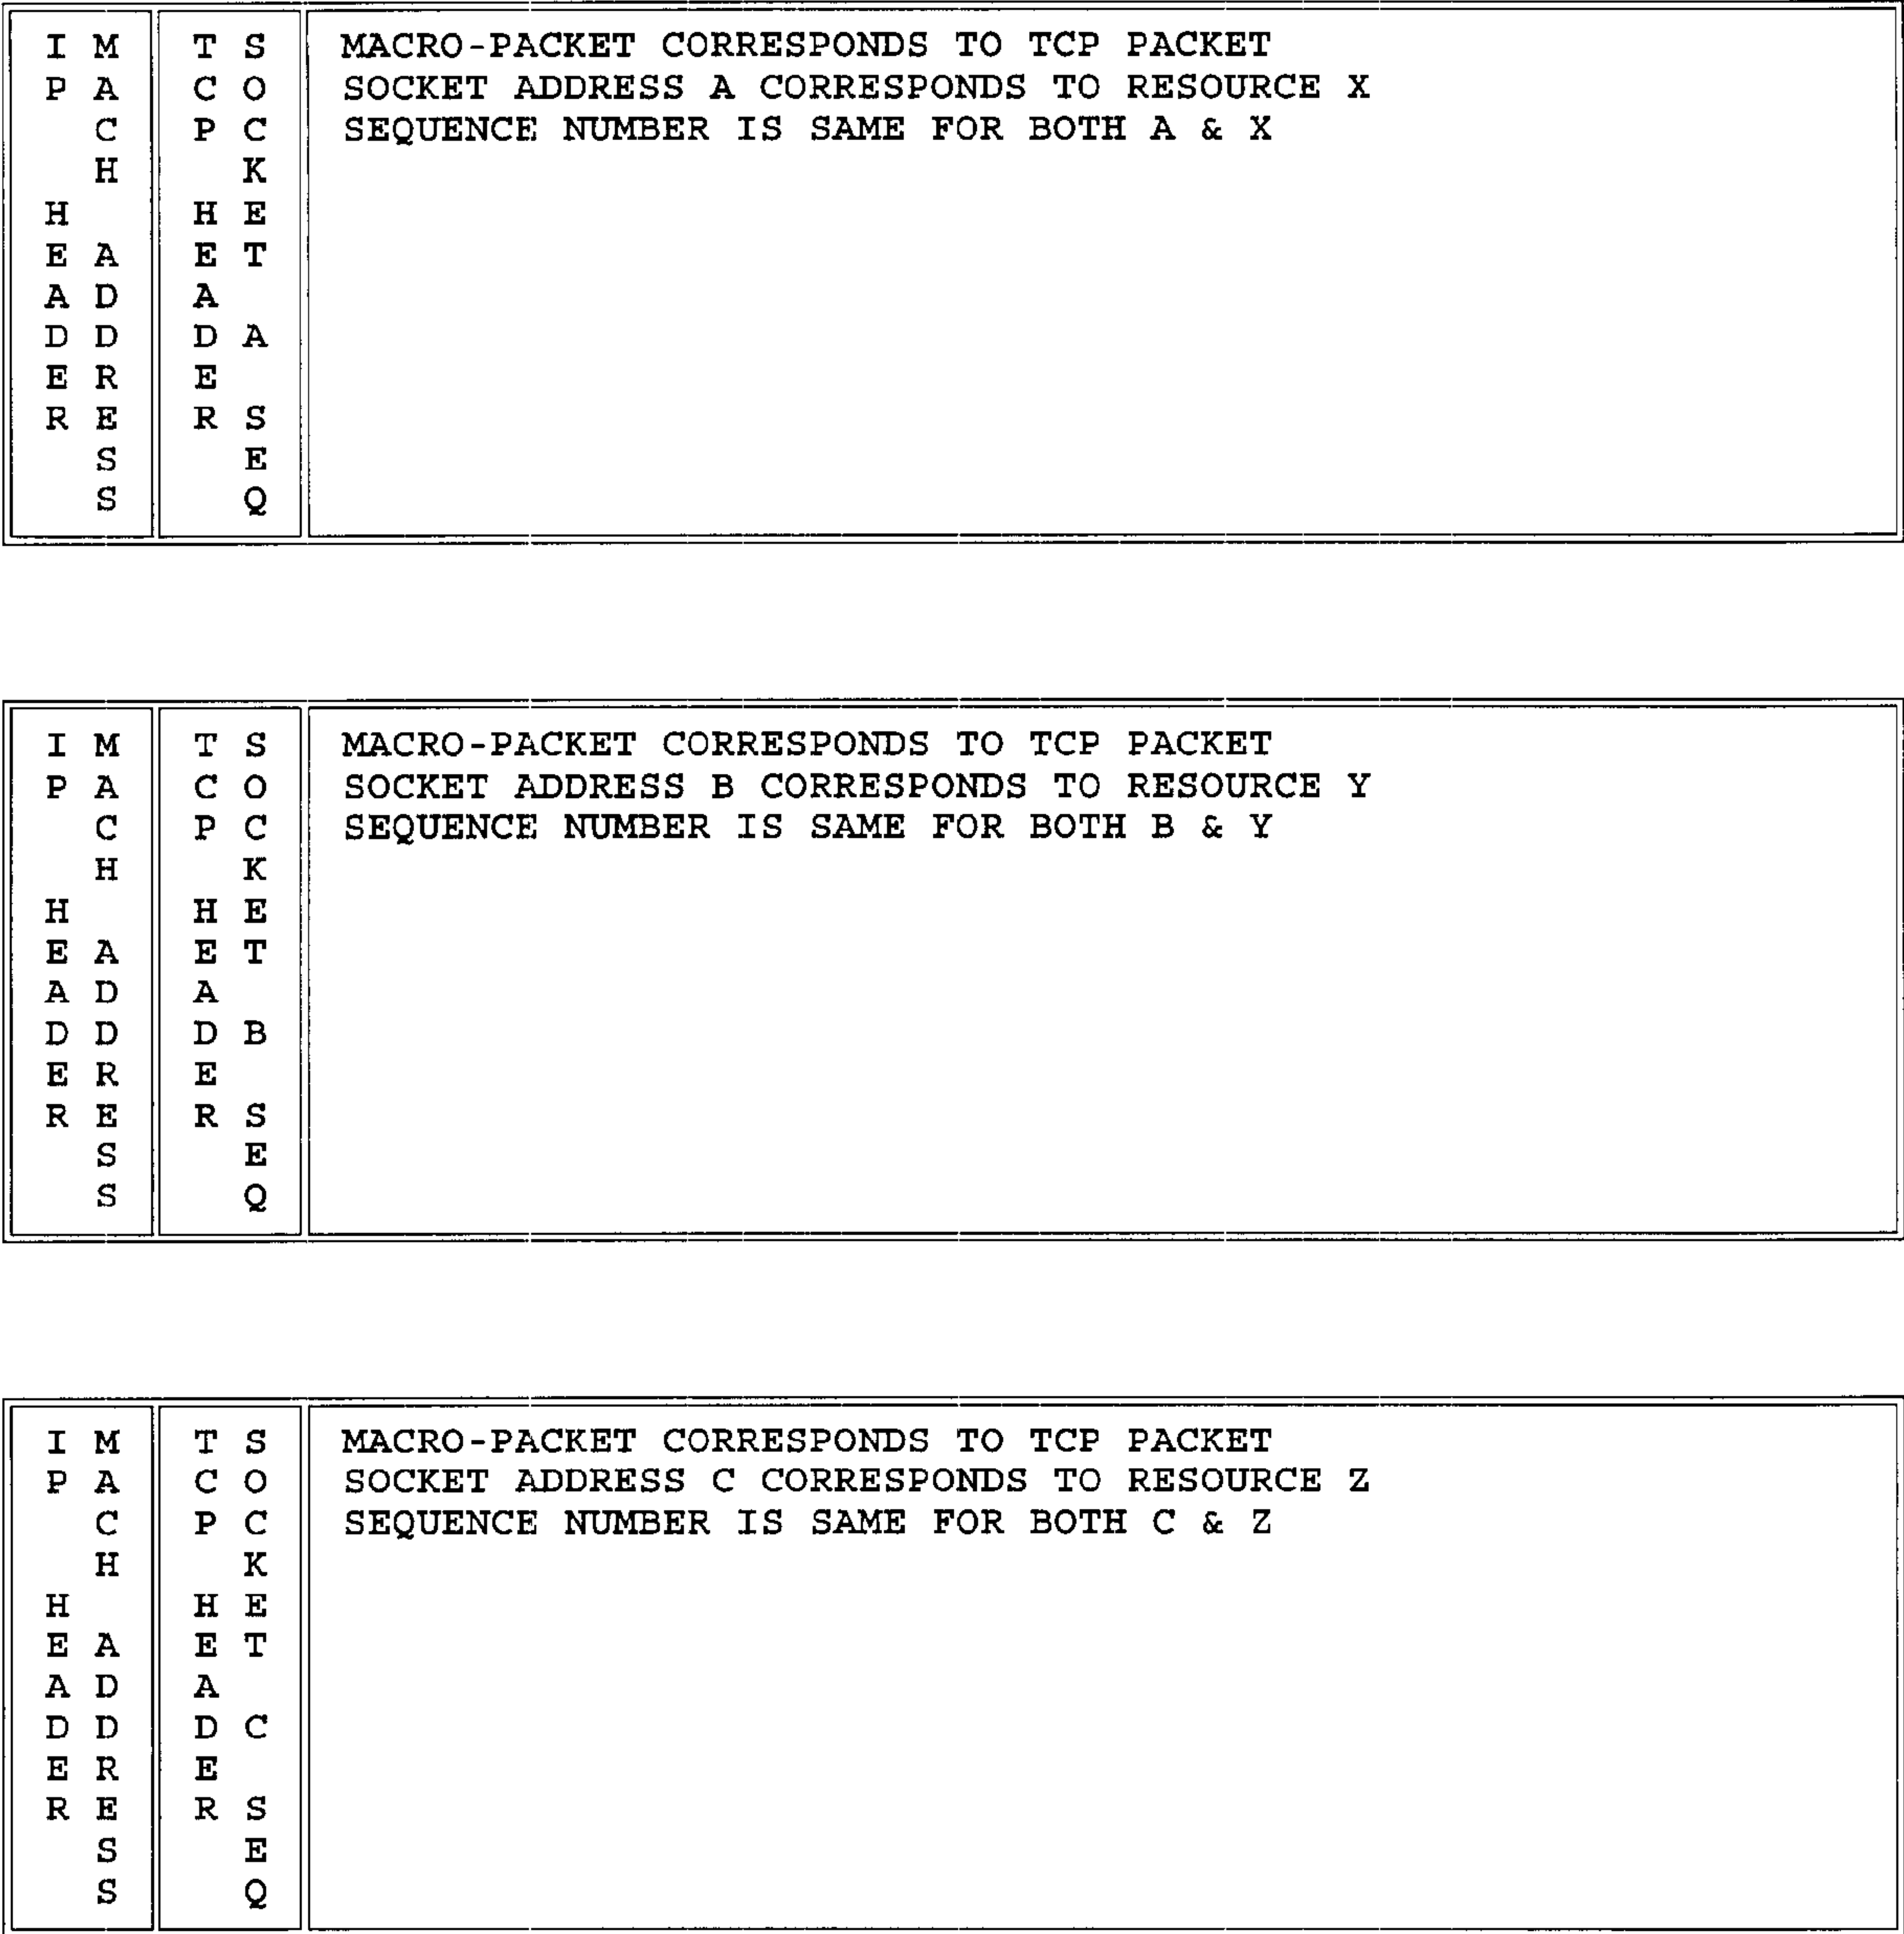 IP HEADER
MACH ADDRESS
TCP HEADER
SOCKET A SEQ
MACRO-PACKET CORRESPONDS TO TCP PACKET
SOCKET ADDRESS A CORRESPONDS TO RESOURCE X
SEQUENCE NUMBER IS SAME FOR BOTH A & X
IP HEADER
MACH ADDRESS
TCP HEADER
SOCKET B SEQ
MACRO-PACKET CORRESPONDS TO TCP PACKET
SOCKET ADDRESS B CORRESPONDS TO RESOURCE Y
SEQUENCE NUMBER IS SAME FOR BOTH B & Y
IP HEADER
MACH ADDRESS
TCP HEADER
SOCKET C SEQ
MACRO-PACKET CORRESPONDS TO TCP PACKET
SOCKET ADDRESS C CORRESPONDS TO RESOURCE Z
SEQUENCE NUMBER IS SAME FOR BOTH C & Z